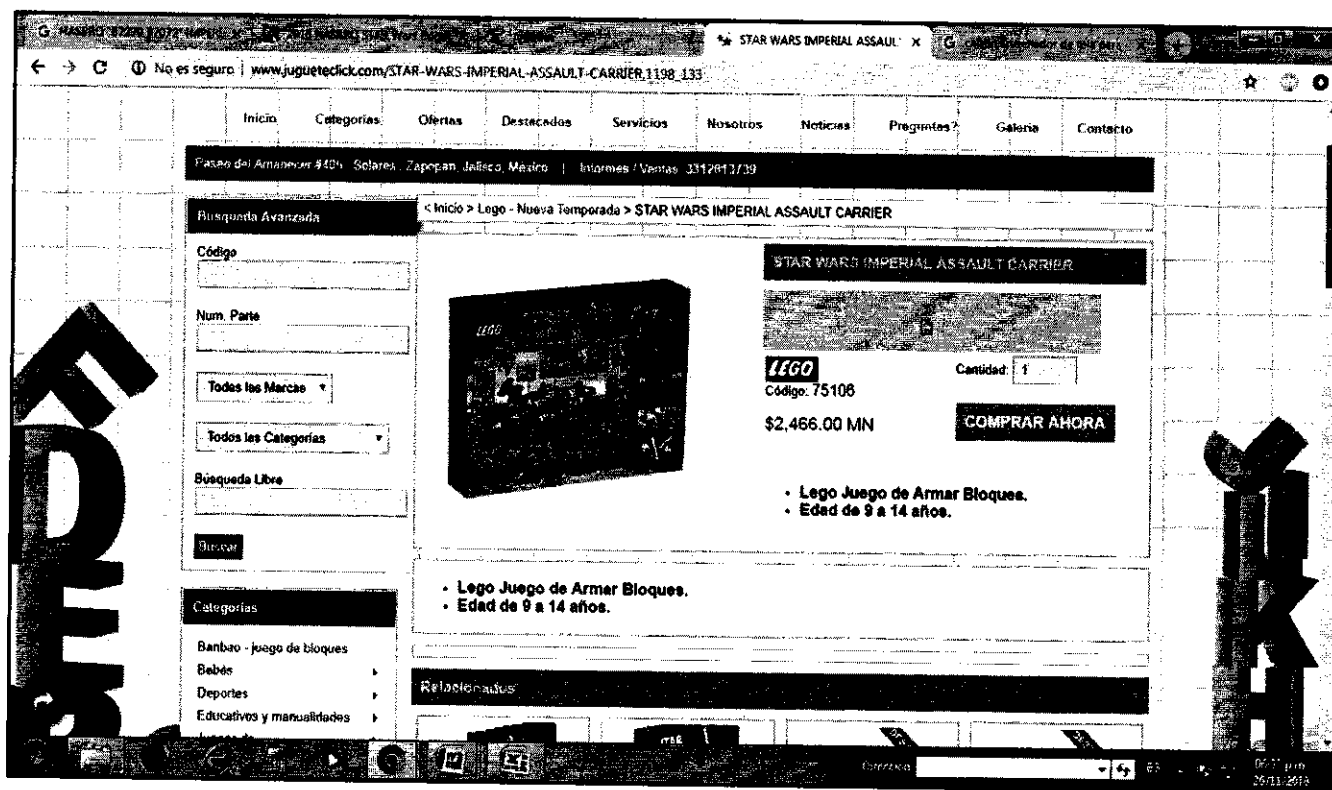 STAR WARS IMPERIAL ASSAUL
No es seguro | www.jugueteclick.com/STAR-WARS-IMPERIAL-ASSAULT-CARRIER,1198_133
Inicio Categorias Ofertas Destacados Servicios Nosotros Noticias Preguntas? Galeria Contacto
Paseo del Amanecer Solares, Zapopan, Jalisco, México | Informes / Ventas
Busqueda Avanzada
< Inicio > Lego - Nueva Temporada > STAR WARS IMPERIAL ASSAULT CARRIER
Código
Num. Parte
Todas las Marcas
Todos las Categorías
Búsqueda Libre
Buscar
LEGO
STAR WARS IMPERIAL ASSAULT CARRIER
LEGO
Cantidad: 1
Código: 75106
$2,466.00 MN
COMPRAR AHORA
• Lego Juego de Armar Bloques.
• Edad de 9 a 14 años.
• Lego Juego de Armar Bloques.
• Edad de 9 a 14 años.
Categorias
Banbao - juego de bloques
Bebés
Deportes
Educativos y manualidades
Relacionados